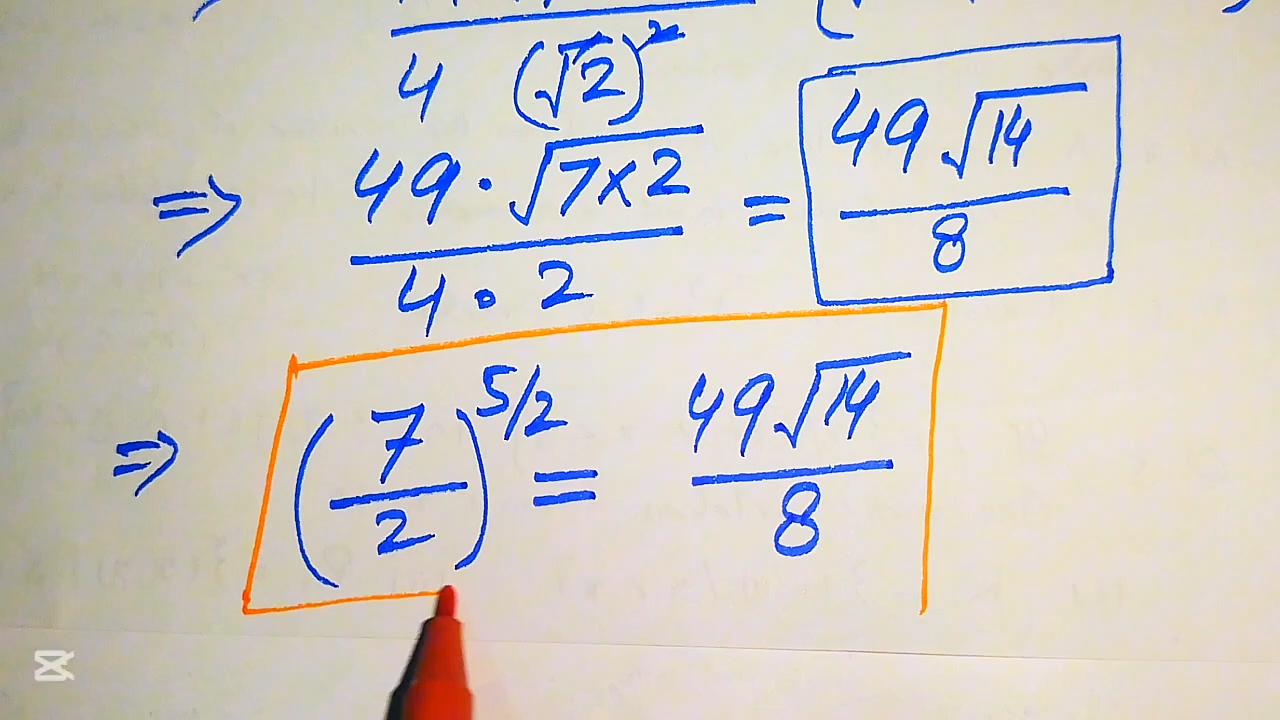 4 (√2)²
⇒ 49·√7×2 / 4·2 = 49√14 / 8
⇒ (7/2)^5/2 = 49√14 / 8